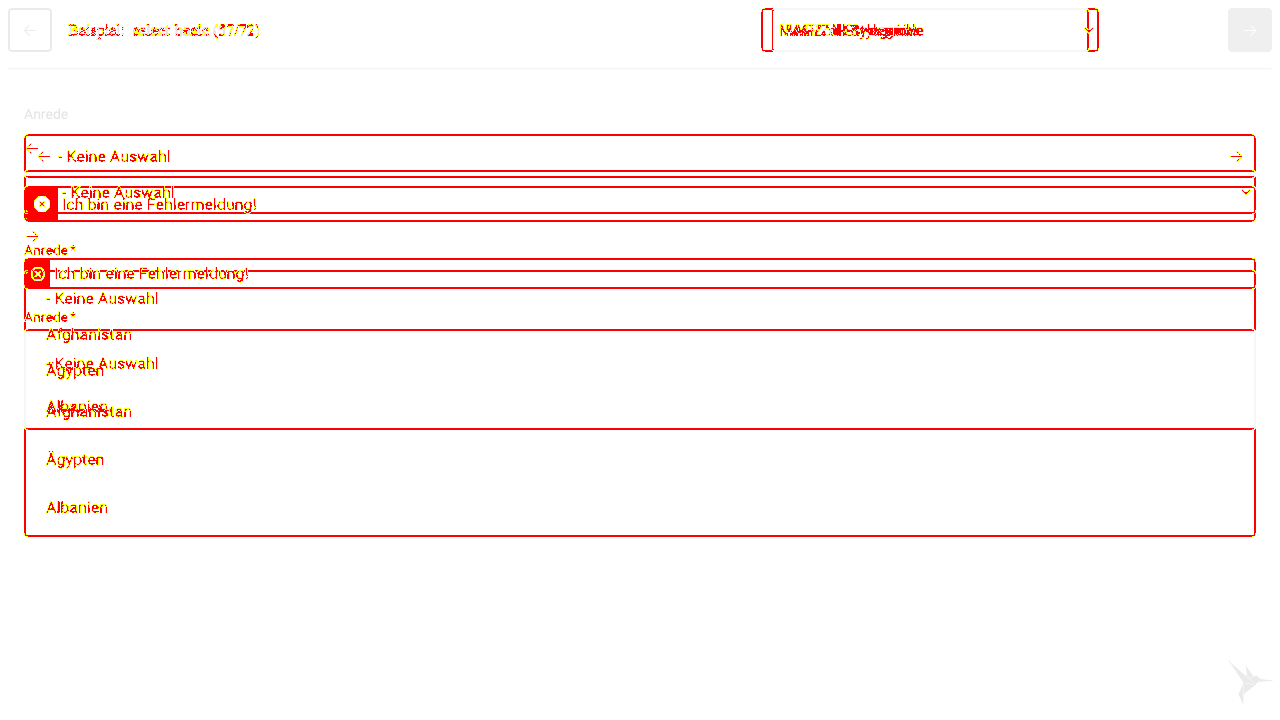 Beispiel: select basic (57/72)
Anrede
- Keine Auswahl
- Keine Auswahl
Ich bin eine Fehlermeldung!
Anrede *
Ich bin eine Fehlermeldung!
- Keine Auswahl
Anrede *
Afghanistan
- Keine Auswahl
Ägypten
Albanien
Afghanistan
Ägypten
Albanien